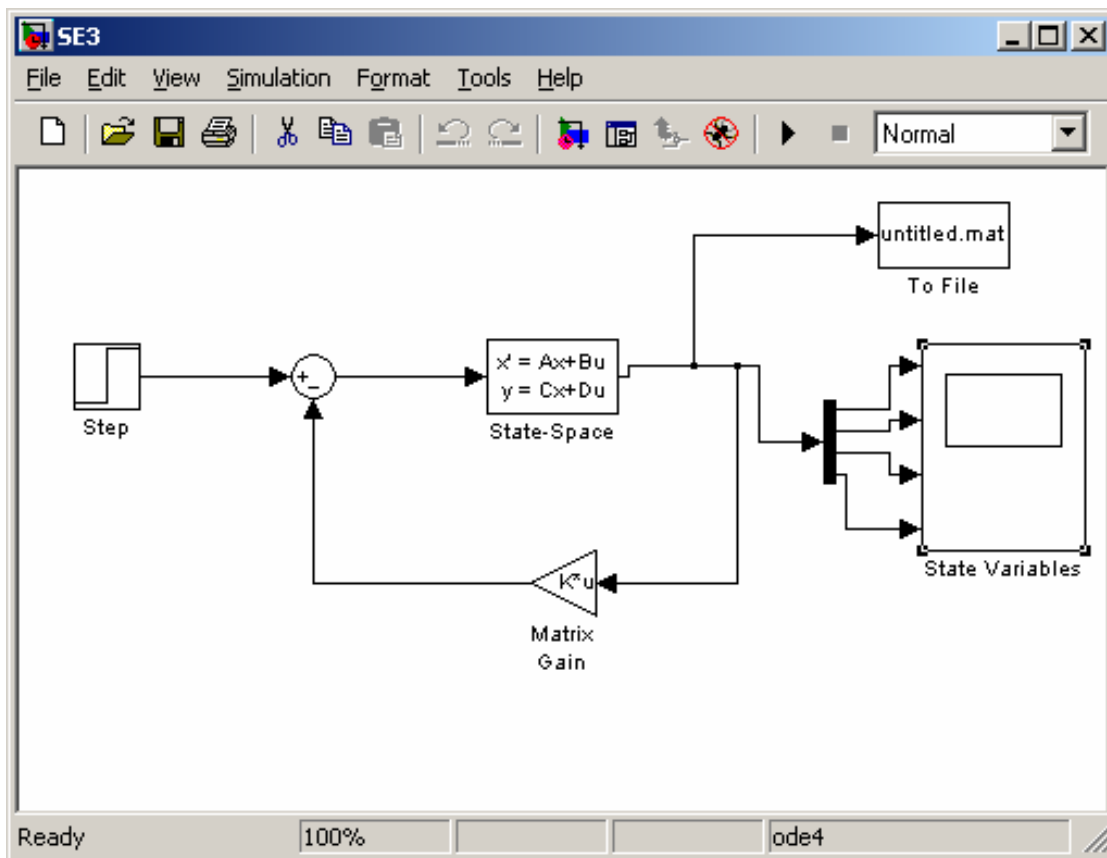 SE3
File Edit View Simulation Format Tools Help
Normal
untitled.mat
To File
Step
+
−
x' = Ax+Bu
y = Cx+Du
State-Space
State Variables
K*u
Matrix
Gain
Ready 100% ode4